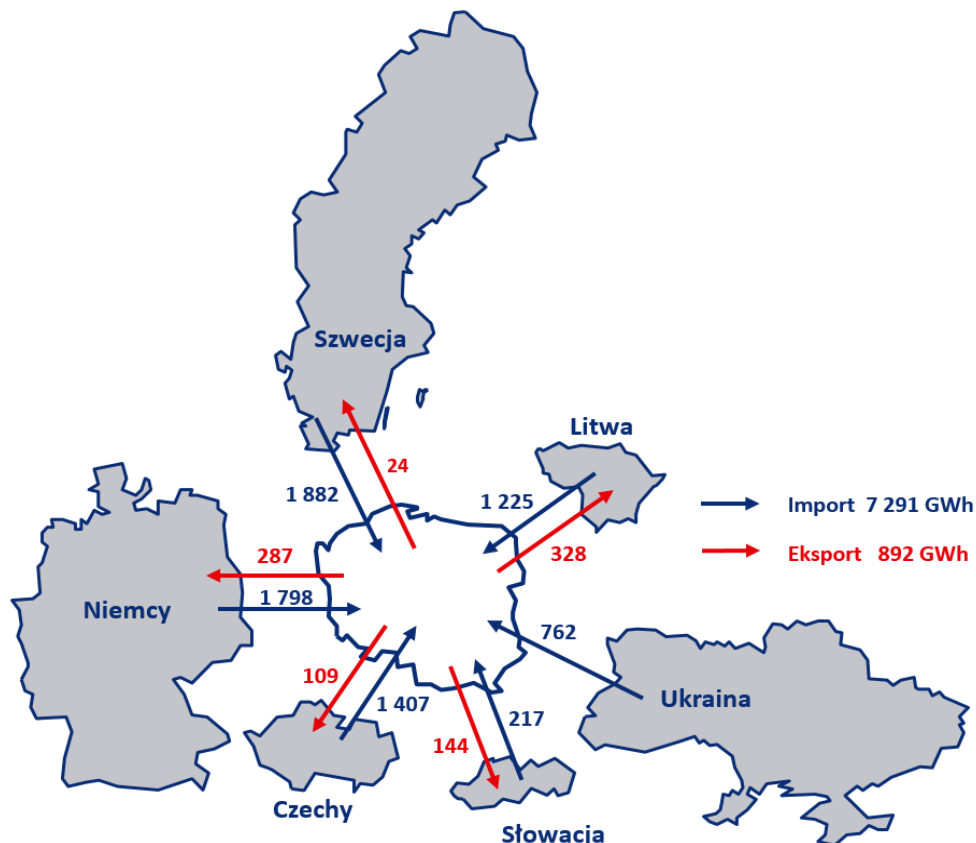 Szwecja
Litwa
24
1 882
1 225
Import 7 291 GWh
328
Eksport 892 GWh
287
1 798
Niemcy
762
109
1 407
217
Ukraina
144
Czechy
Słowacja